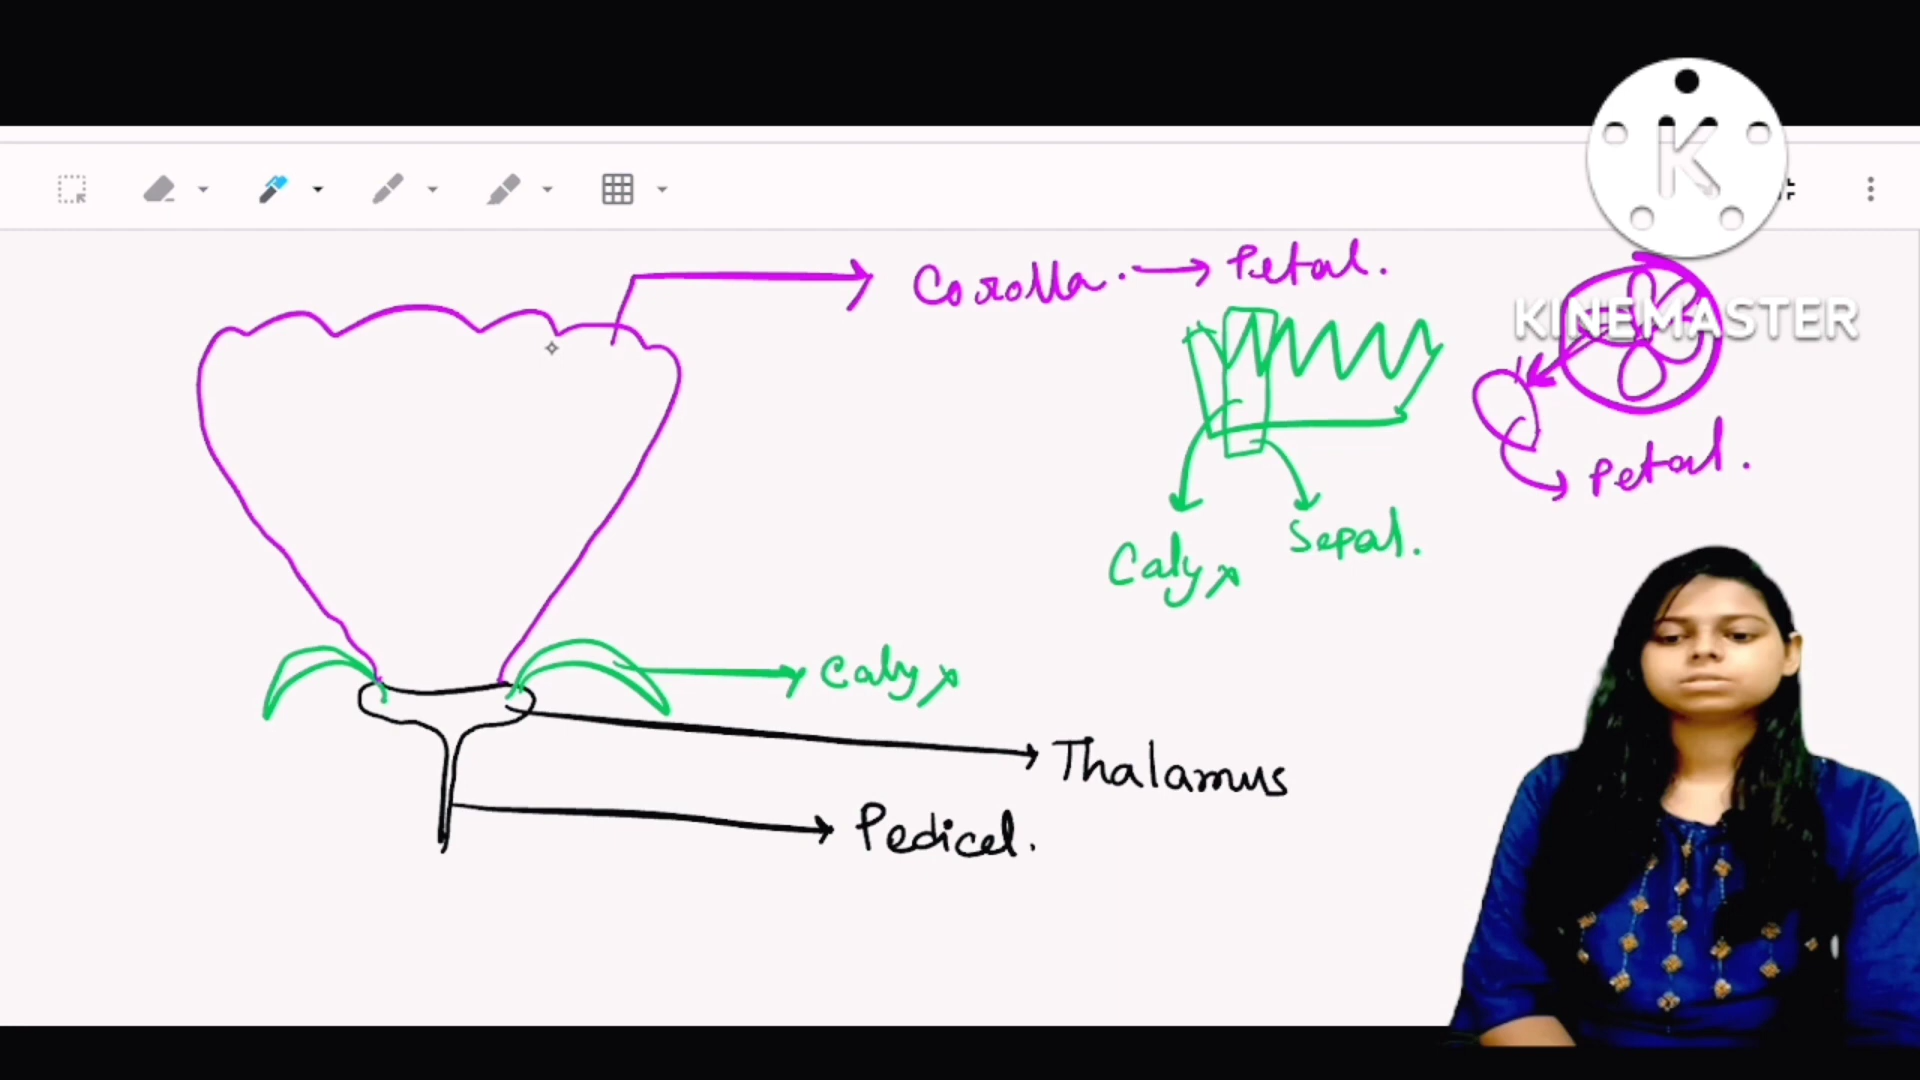 Corolla. → Petal.
KINEMASTER
Petal.
Sepal.
Calyx
Calyx
Thalamus
Pedicel.